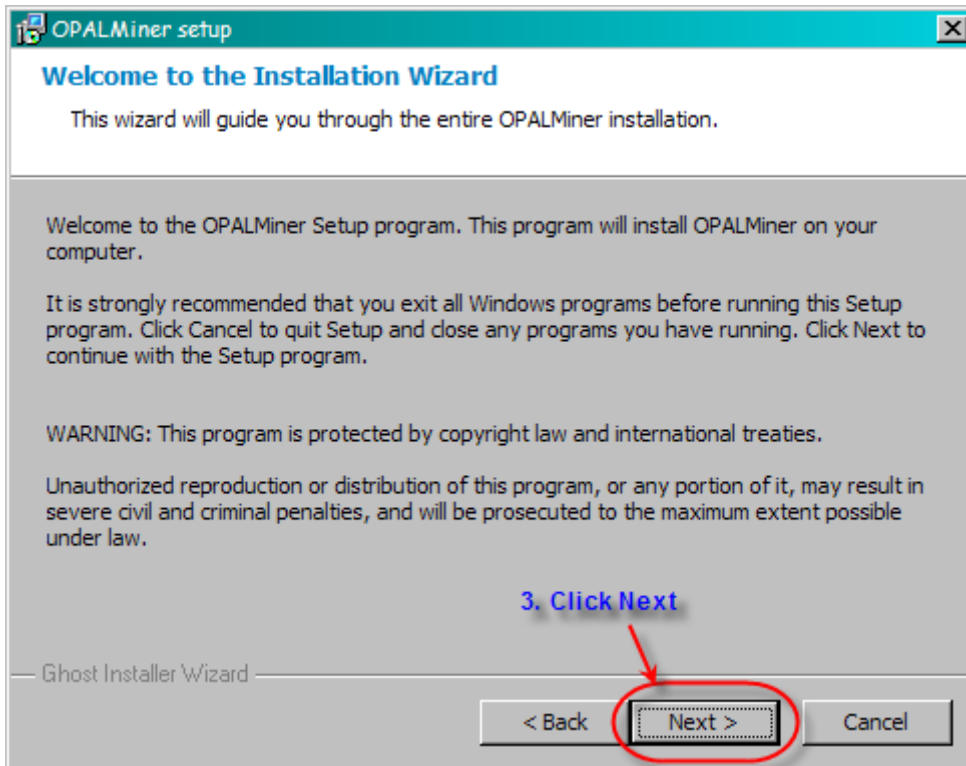 OPALMiner setup
Welcome to the Installation Wizard
This wizard will guide you through the entire OPALMiner installation.
Welcome to the OPALMiner Setup program. This program will install OPALMiner on your
computer.
It is strongly recommended that you exit all Windows programs before running this Setup
program. Click Cancel to quit Setup and close any programs you have running. Click Next to
continue with the Setup program.
WARNING: This program is protected by copyright law and international treaties.
Unauthorized reproduction or distribution of this program, or any portion of it, may result in
severe civil and criminal penalties, and will be prosecuted to the maximum extent possible
under law.
3. Click Next
Ghost Installer Wizard
< Back Next > Cancel